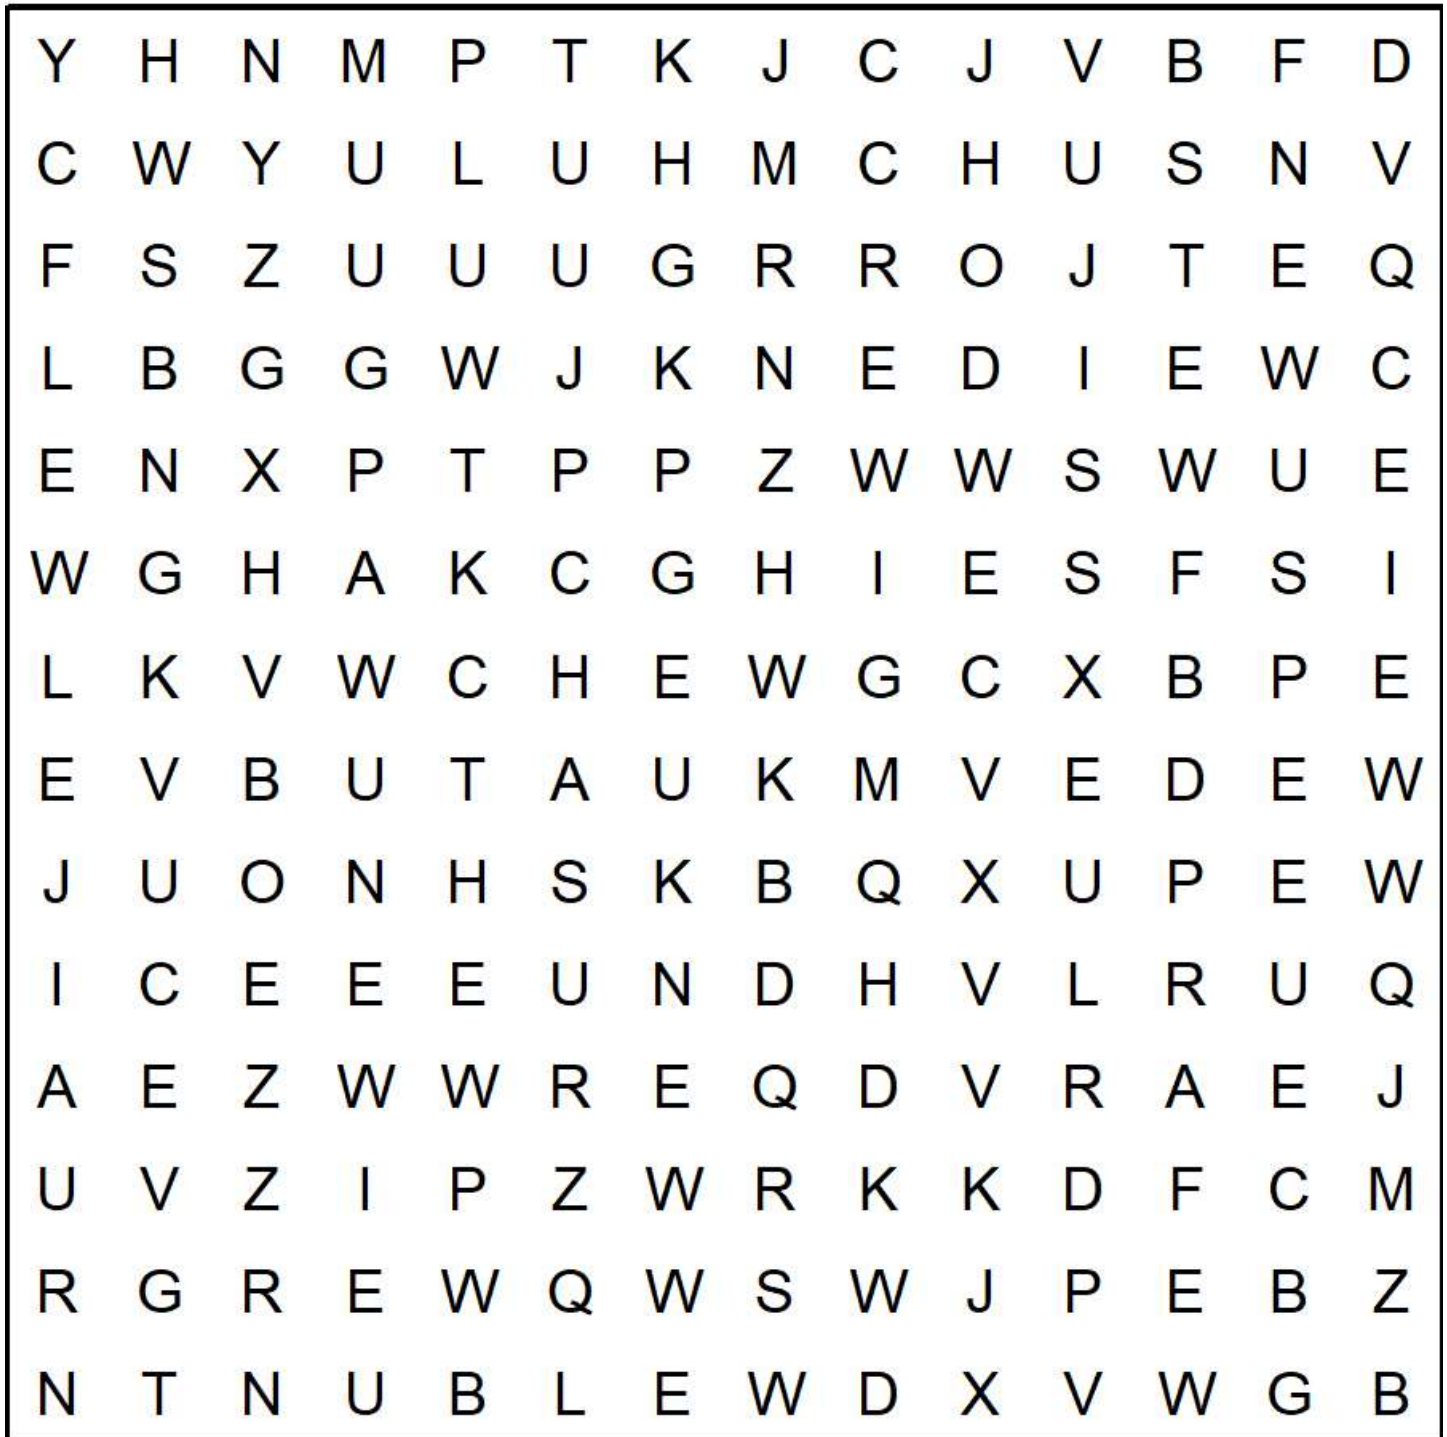 Y H N M P T K J C J V B F D
C W Y U L U H M C H U S N V
F S Z U U U G R R O J T E Q
L B G G W J K N E D I E W C
E N X P T P P Z W W S W U E
W G H A K C G H I E S F S I
L K V W C H E W G C X B P E
E V B U T A U K M V E D E W
J U O N H S K B Q X U P E W
I C E E E U N D H V L R U Q
A E Z W W R E Q D V R A E J
U V Z I P Z W R K K D F C M
R G R E W Q W S W J P E B Z
N T N U B L E W D X V W G B